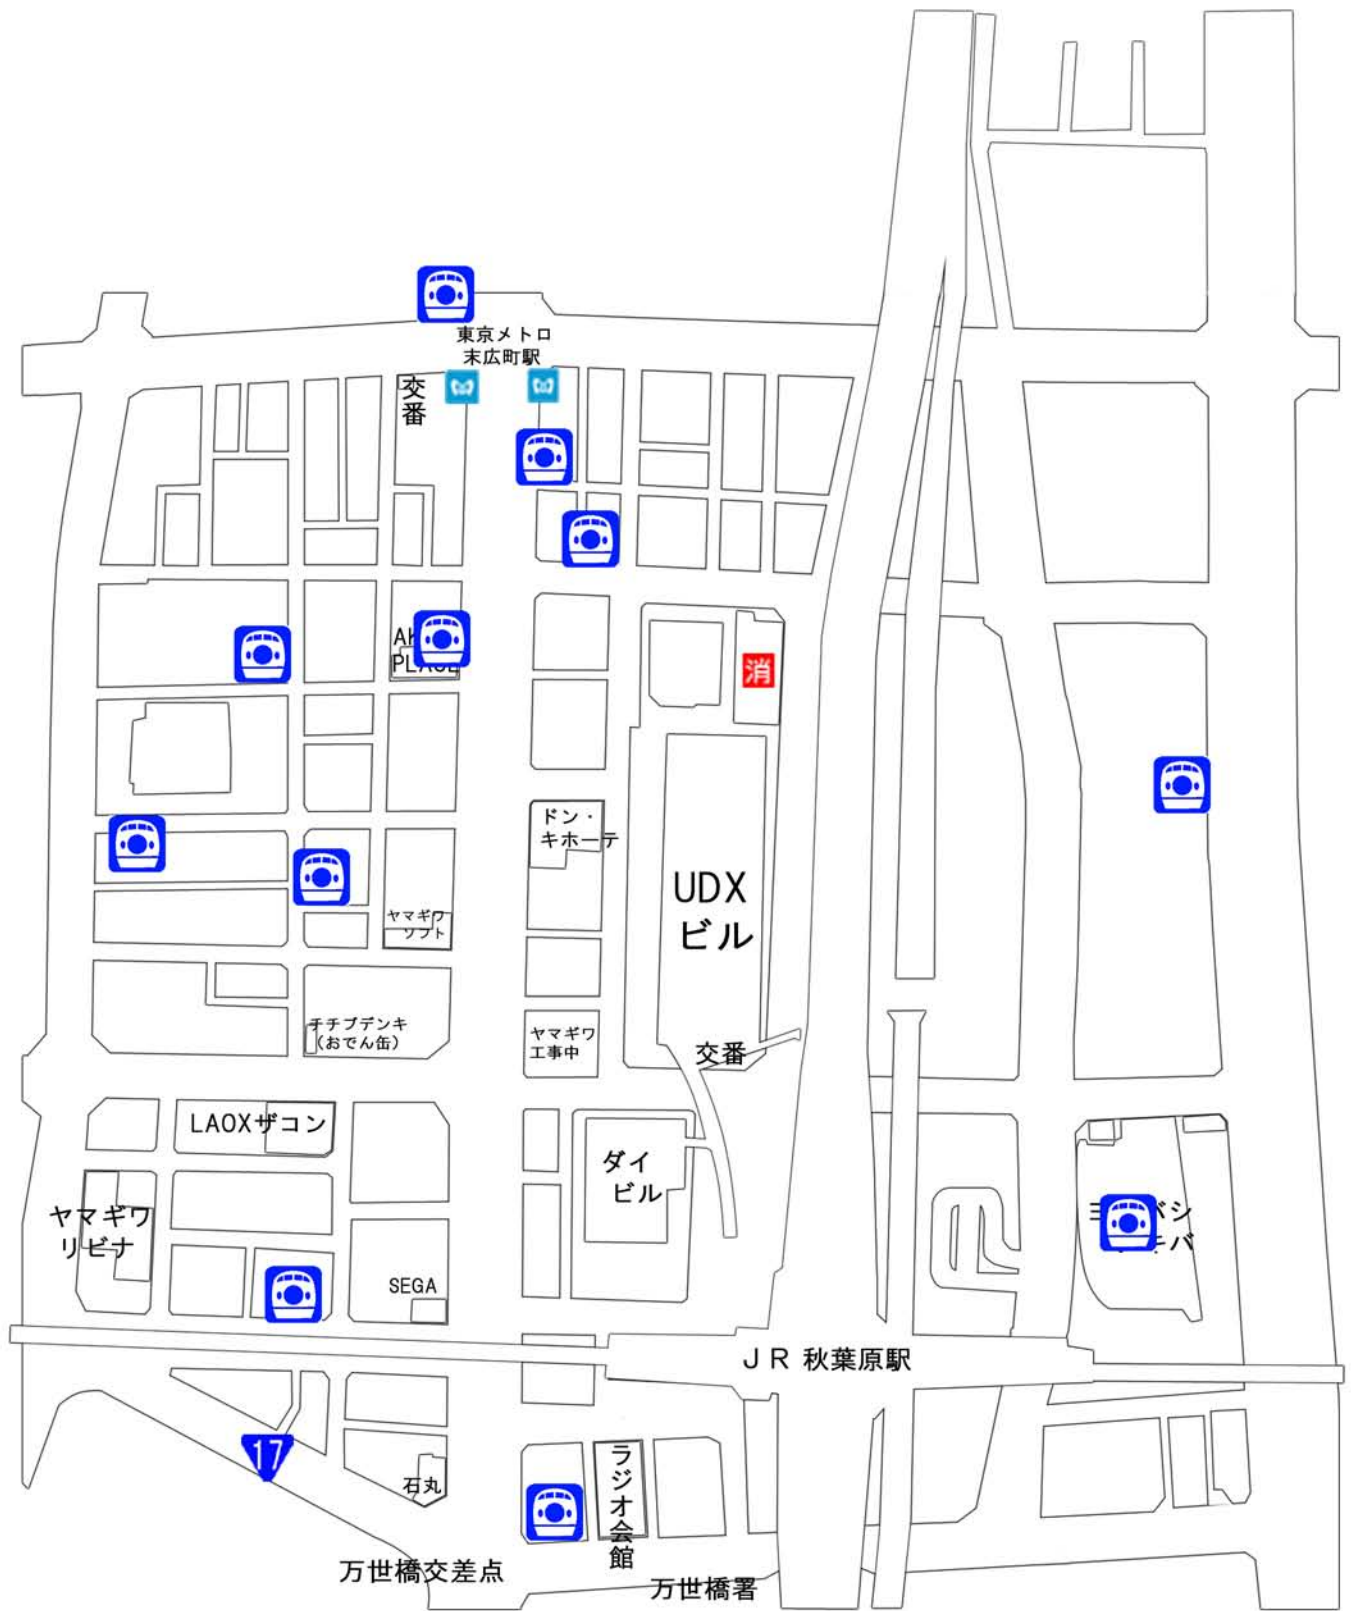 東京メトロ
末広町駅
交番
PLACE
消
ドン・
キホーテ
UDX
ビル
ヤマギワ
ソフト
チチブデンキ
（おでん缶）
ヤマギワ
工事中
交番
LAOXザコン
ダイ
ビル
ヤマギワ
リビナ
SEGA
ＪＲ 秋葉原駅
17
石丸
ラジオ会館
万世橋交差点
万世橋署